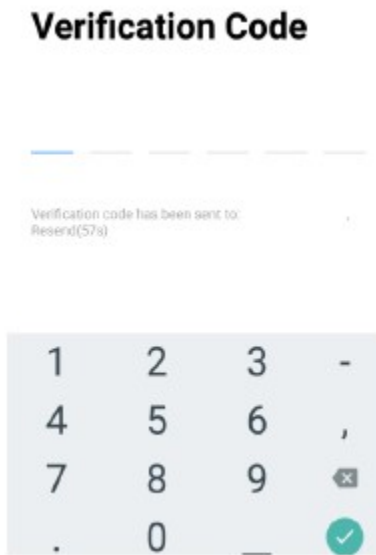 Verification Code
Verification code has been sent to:
Resend(57s)
1 2 3 -
4 5 6 ,
7 8 9
. 0 _